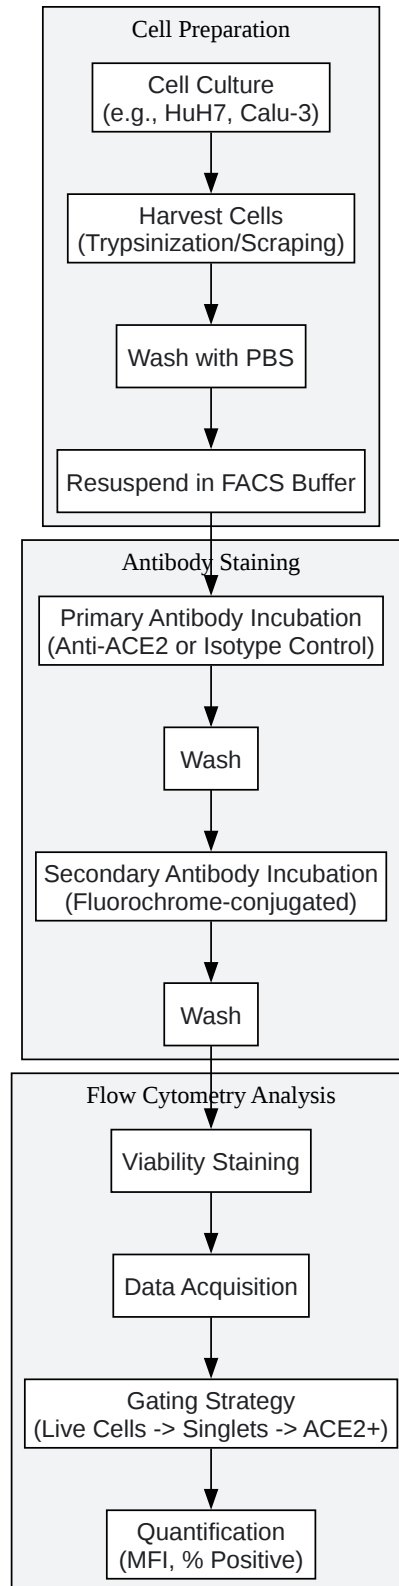 Cell Preparation
Cell Culture
(e.g., HuH7, Calu-3)
Harvest Cells
(Trypsinization/Scraping)
Wash with PBS
Resuspend in FACS Buffer
Antibody Staining
Primary Antibody Incubation
(Anti-ACE2 or Isotype Control)
Wash
Secondary Antibody Incubation
(Fluorochrome-conjugated)
Wash
Flow Cytometry Analysis
Viability Staining
Data Acquisition
Gating Strategy
(Live Cells -> Singlets -> ACE2+)
Quantification
(MFI, % Positive)